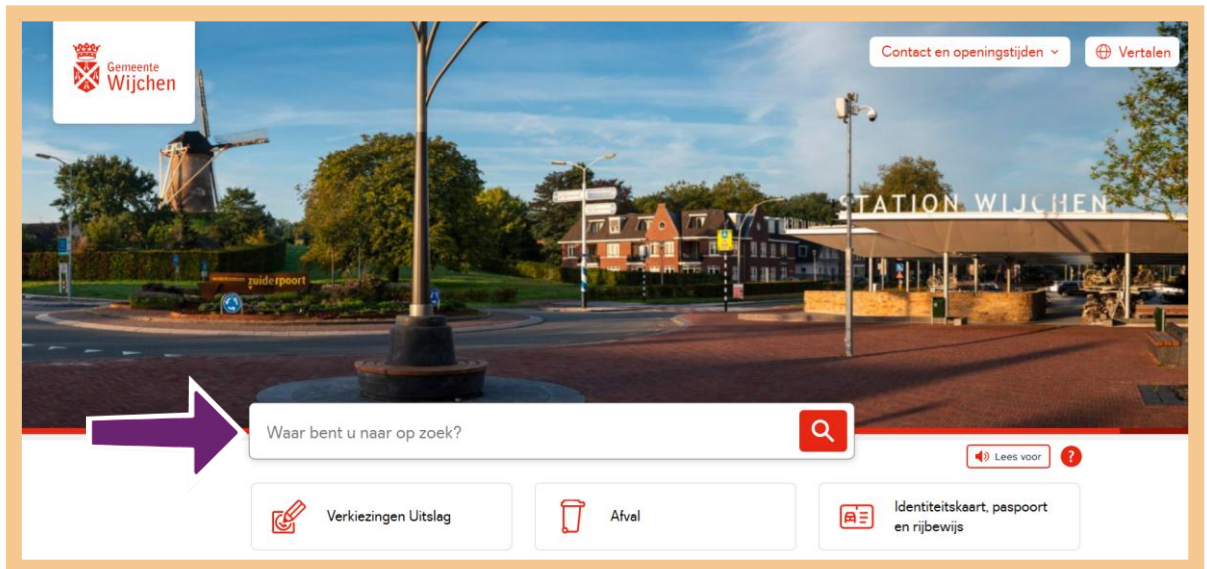 Gemeente
Wijchen
Contact en openingstijden
Vertalen
STATION WIJCHEN
zuiderpoort
Waar bent u naar op zoek?
Lees voor
?
Verkiezingen Uitslag
Afval
Identiteitskaart, paspoort
en rijbewijs